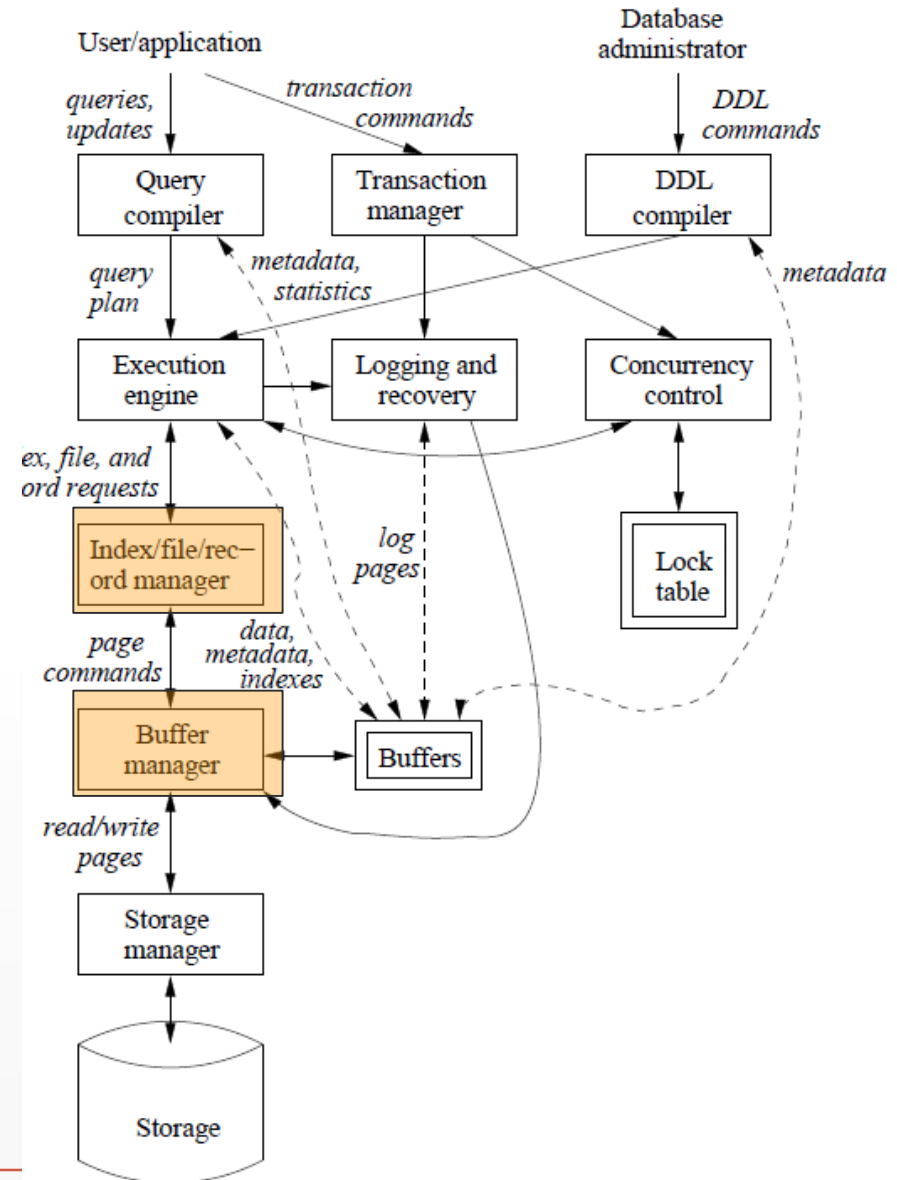 User/application
Database
administrator
queries,
updates
transaction
commands
DDL
commands
Query
compiler
Transaction
manager
DDL
compiler
query
plan
metadata,
statistics
metadata
Execution
engine
Logging and
recovery
Concurrency
control
ex, file, and
ord requests
Index/file/rec–
ord manager
log
pages
Lock
table
page
commands
data,
metadata,
indexes
Buffer
manager
Buffers
read/write
pages
Storage
manager
Storage